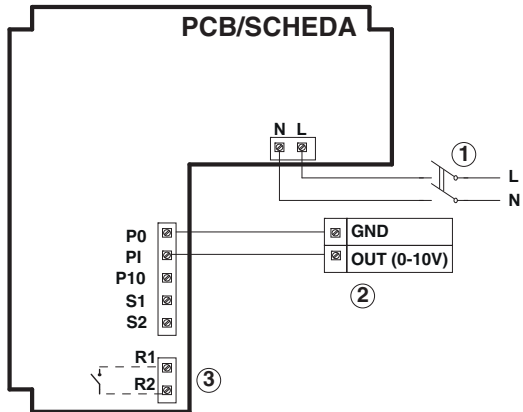 PCB/SCHEDA
N L
1
L
N
P0
PI
P10
S1
S2
GND
OUT (0-10V)
2
R1
R2
3